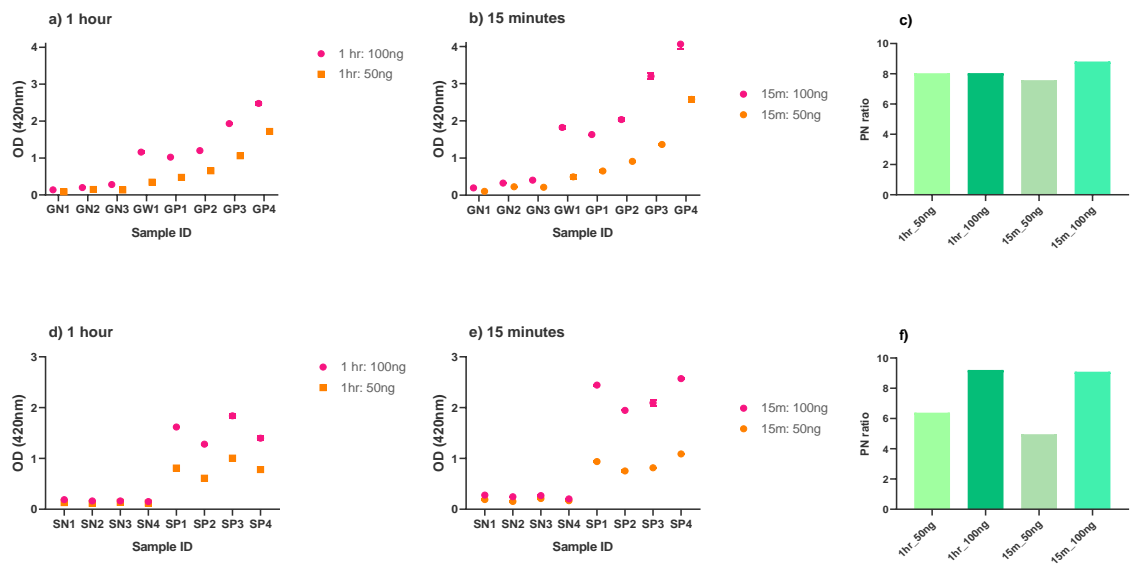 a) 1 hour
OD (420nm)
4
3
2
1
0
GN1 GN2 GN3 GW1 GP1 GP2 GP3 GP4
Sample ID
1 hr: 100ng
1hr: 50ng
b) 15 minutes
OD (420nm)
4
3
2
1
0
GN1 GN2 GN3 GW1 GP1 GP2 GP3 GP4
Sample ID
15m: 100ng
15m: 50ng
c)
PN ratio
10
8
6
4
2
0
1hr_50ng 1hr_100ng 15m_50ng 15m_100ng
d) 1 hour
OD (420nm)
3
2
1
0
SN1 SN2 SN3 SN4 SP1 SP2 SP3 SP4
Sample ID
1 hr: 100ng
1hr: 50ng
e) 15 minutes
OD (420nm)
3
2
1
0
SN1 SN2 SN3 SN4 SP1 SP2 SP3 SP4
Sample ID
15m: 100ng
15m: 50ng
f)
PN ratio
10
8
6
4
2
0
1hr_50ng 1hr_100ng 15m_50ng 15m_100ng